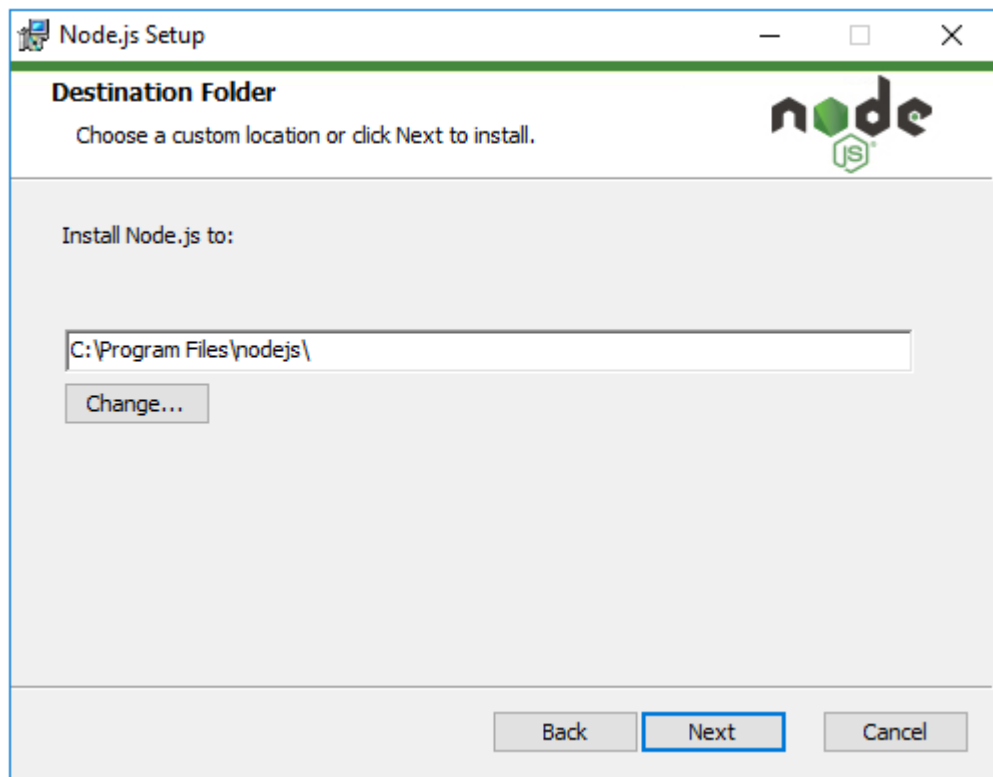 Node.js Setup
Destination Folder
Choose a custom location or click Next to install.
node
JS®
Install Node.js to:
C:\Program Files\nodejs\
Change...
Back Next Cancel